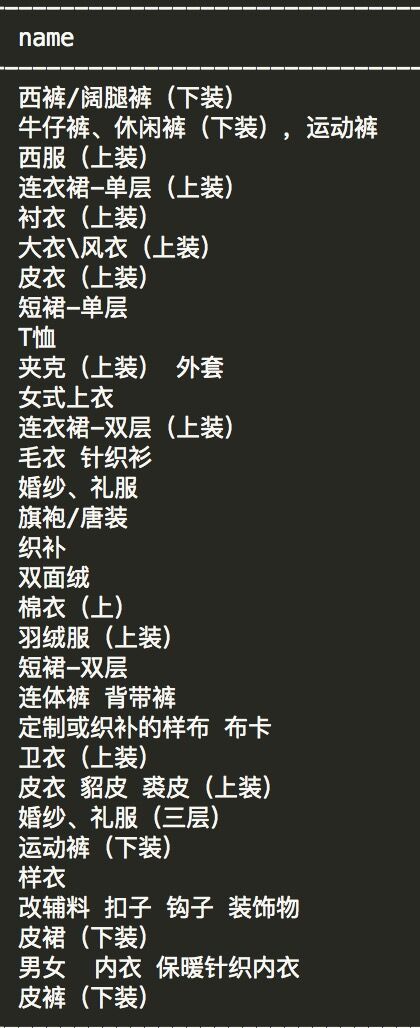 name
西裤/阔腿裤（下装）
牛仔裤、休闲裤（下装），运动裤
西服（上装）
连衣裙-单层（上装）
衬衣（上装）
大衣\风衣（上装）
皮衣（上装）
短裙-单层
T恤
夹克（上装） 外套
女式上衣
连衣裙-双层（上装）
毛衣 针织衫
婚纱、礼服
旗袍/唐装
织补
双面绒
棉衣（上）
羽绒服（上装）
短裙-双层
连体裤 背带裤
定制或织补的样布 布卡
卫衣（上装）
皮衣 貂皮 裘皮（上装）
婚纱、礼服（三层）
运动裤（下装）
样衣
改辅料 扣子 钩子 装饰物
皮裙（下装）
男女  内衣 保暖针织内衣
皮裤（下装）